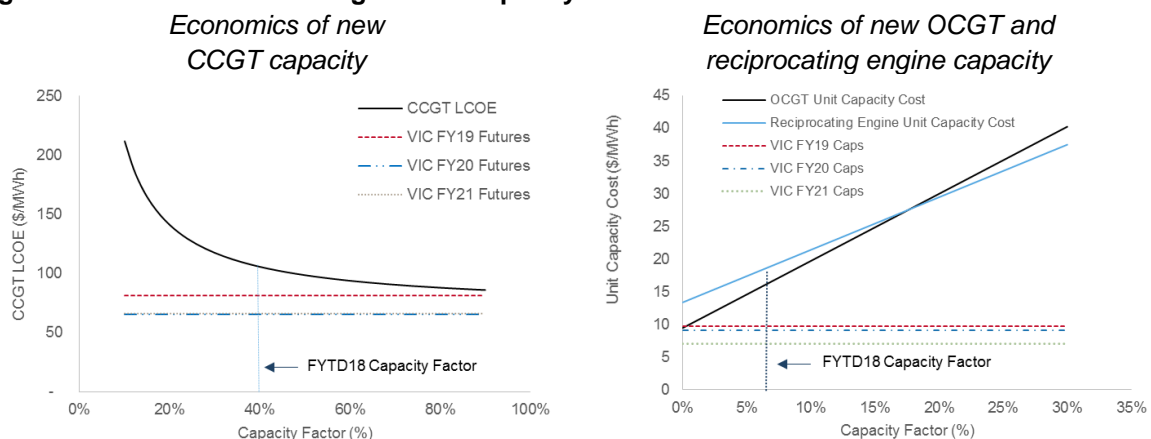 Economics of new
CCGT capacity
250
200
150
100
50
-
0%
20%
40%
60%
80%
100%
CCGT LCOE ($/MWh)
Capacity Factor (%)
CCGT LCOE
VIC FY19 Futures
VIC FY20 Futures
VIC FY21 Futures
FYTD18 Capacity Factor
Economics of new OCGT and
reciprocating engine capacity
45
40
35
30
25
20
15
10
5
0
0%
5%
10%
15%
20%
25%
30%
35%
Unit Capacity Cost ($/MWh)
Capacity Factor (%)
OCGT Unit Capacity Cost
Reciprocating Engine Unit Capacity Cost
VIC FY19 Caps
VIC FY20 Caps
VIC FY21 Caps
FYTD18 Capacity Factor